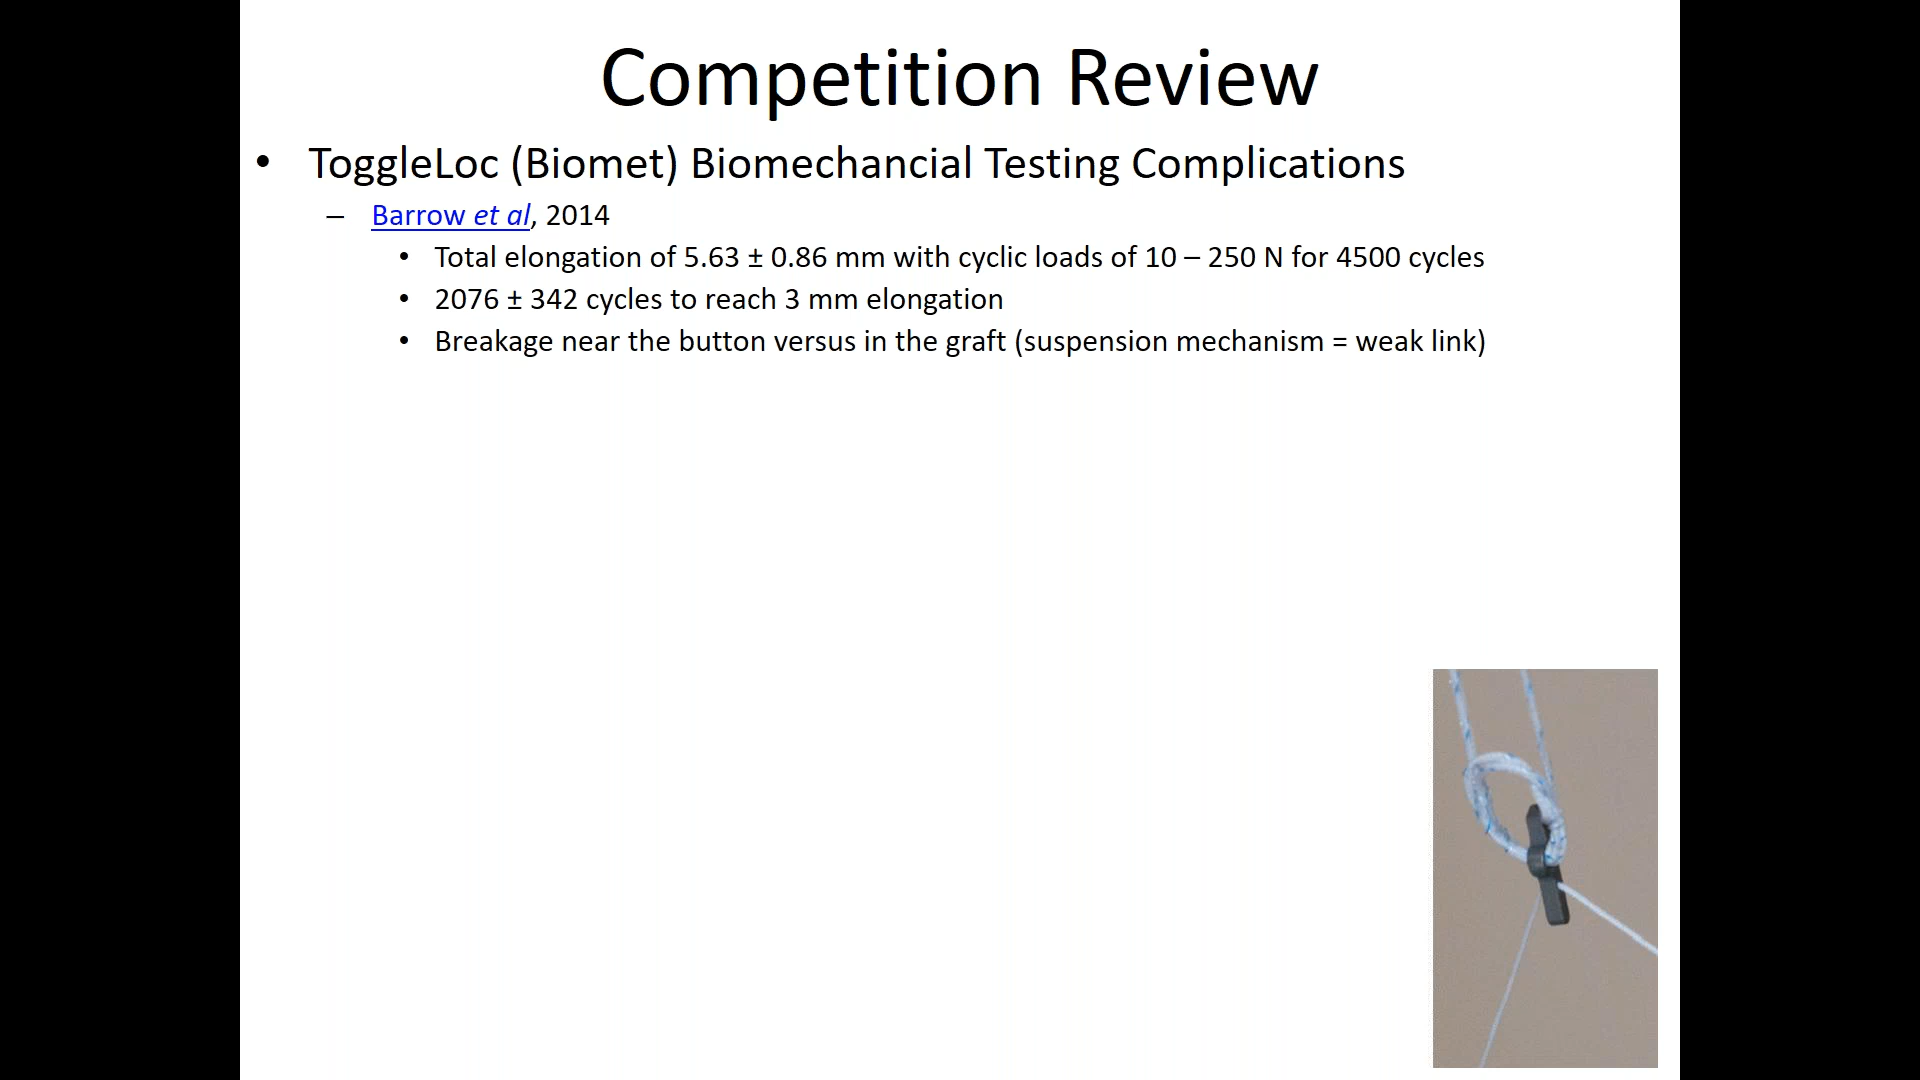 Competition Review
• ToggleLoc (Biomet) Biomechancial Testing Complications
– Barrow et al, 2014
• Total elongation of 5.63 ± 0.86 mm with cyclic loads of 10 – 250 N for 4500 cycles
• 2076 ± 342 cycles to reach 3 mm elongation
• Breakage near the button versus in the graft (suspension mechanism = weak link)